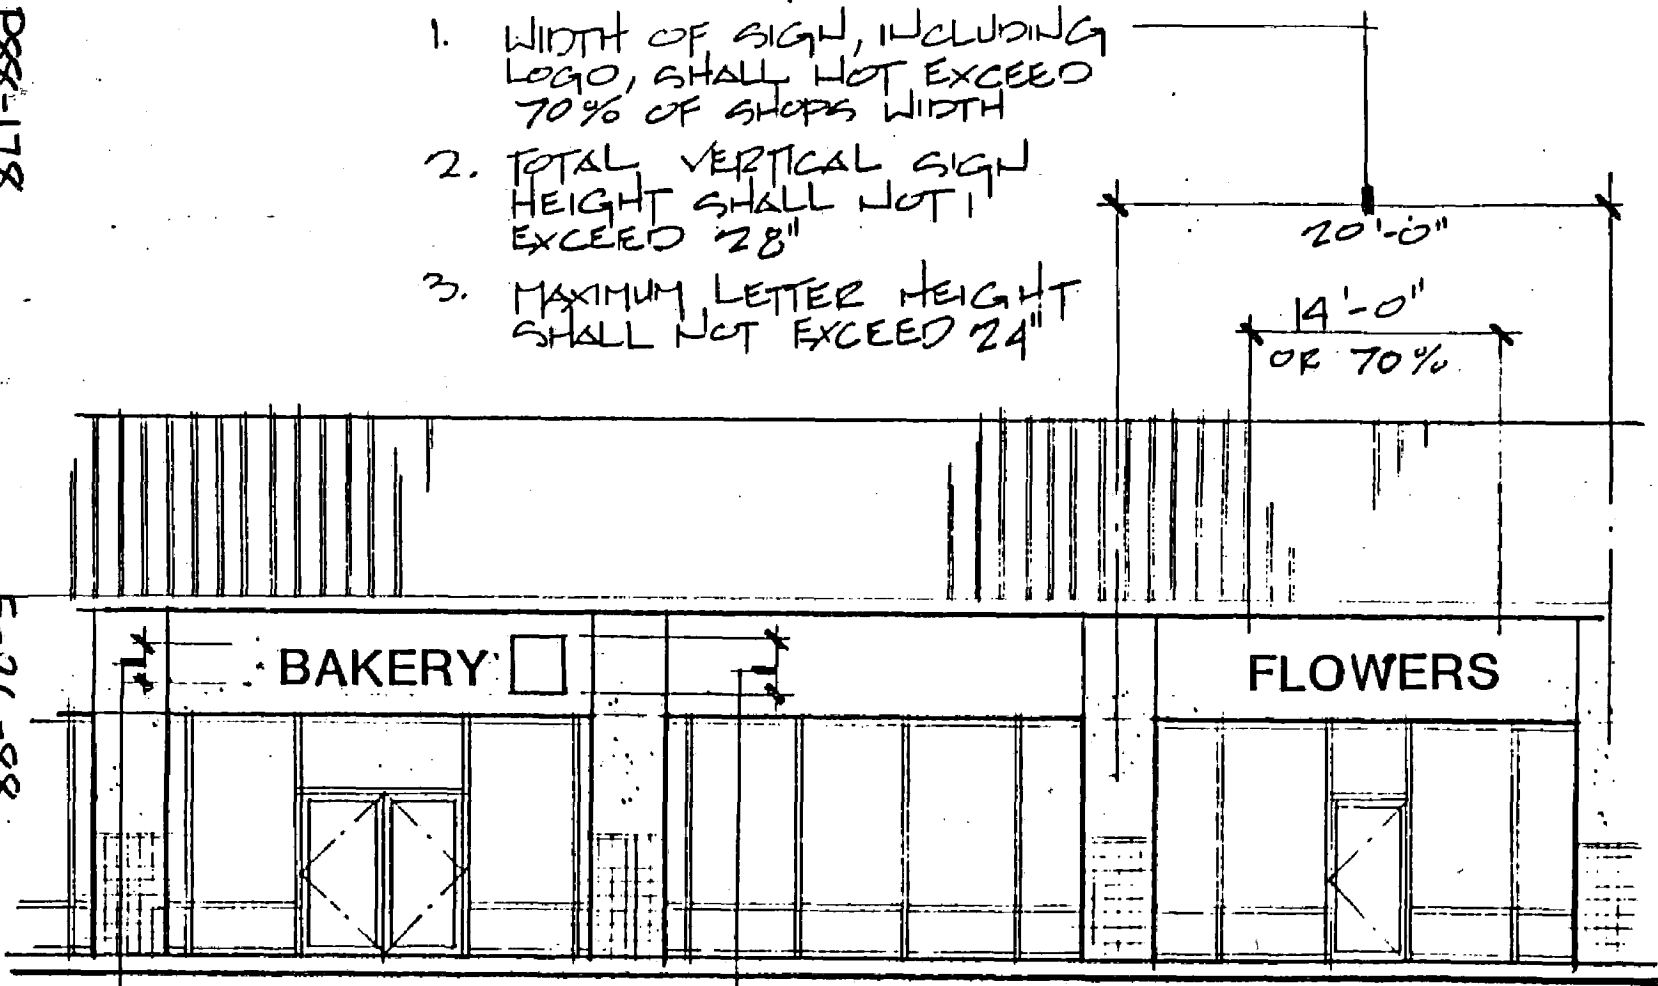 1. WIDTH OF SIGN, INCLUDING
LOGO, SHALL NOT EXCEED
70% OF SHOPS WIDTH
2. TOTAL VERTICAL SIGN
HEIGHT SHALL NOT
EXCEED 28"
3. MAXIMUM LETTER HEIGHT
SHALL NOT EXCEED 24"
20'-0"
14'-0"
OR 70%
BAKERY
FLOWERS